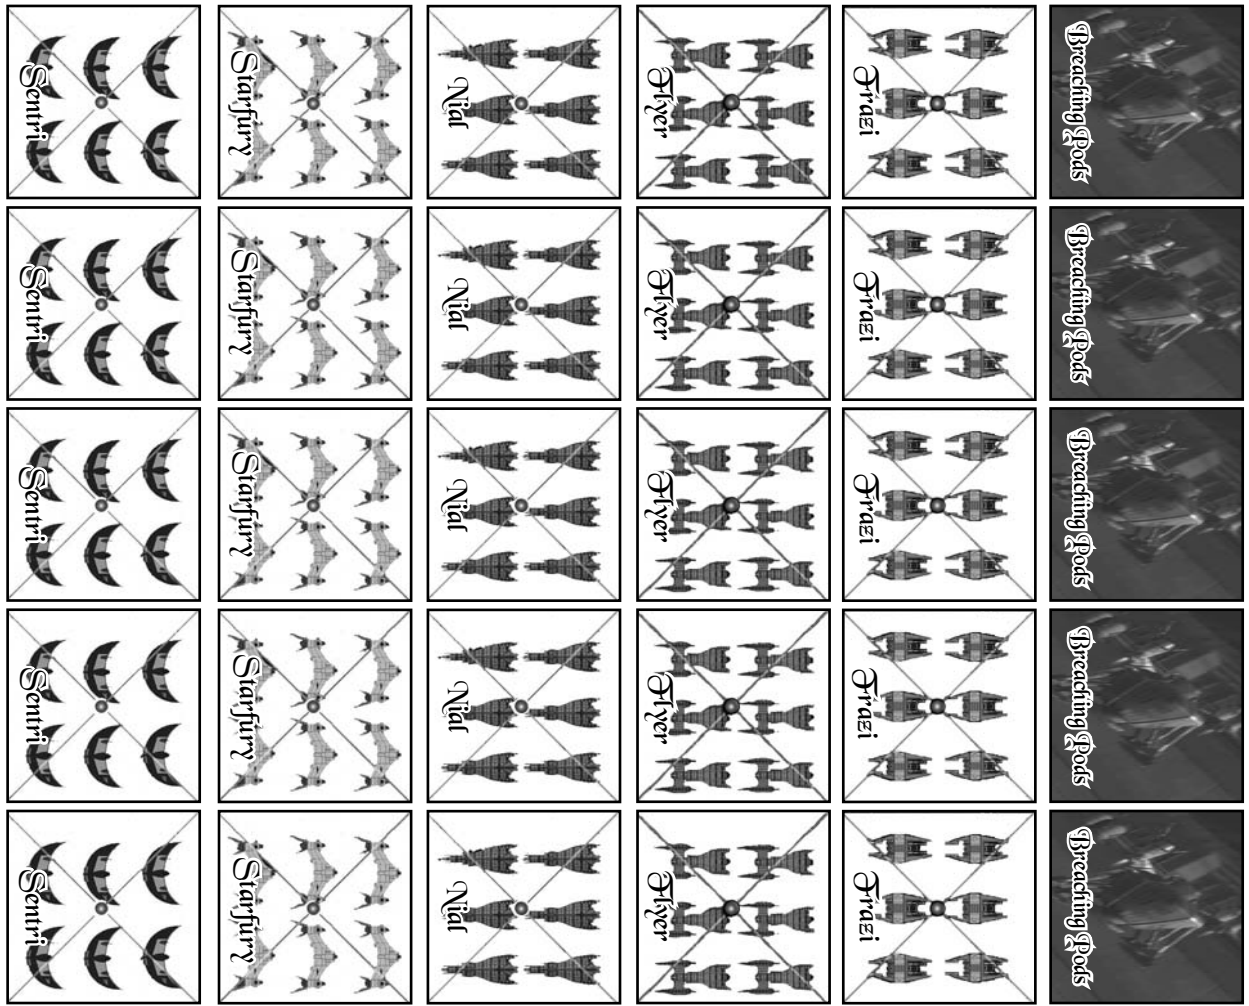 Sentri
Starfury
Nial
Flyer
Frazi
Breaching Pods
Sentri
Starfury
Nial
Flyer
Frazi
Breaching Pods
Sentri
Starfury
Nial
Flyer
Frazi
Breaching Pods
Sentri
Starfury
Nial
Flyer
Frazi
Breaching Pods
Sentri
Starfury
Nial
Flyer
Frazi
Breaching Pods